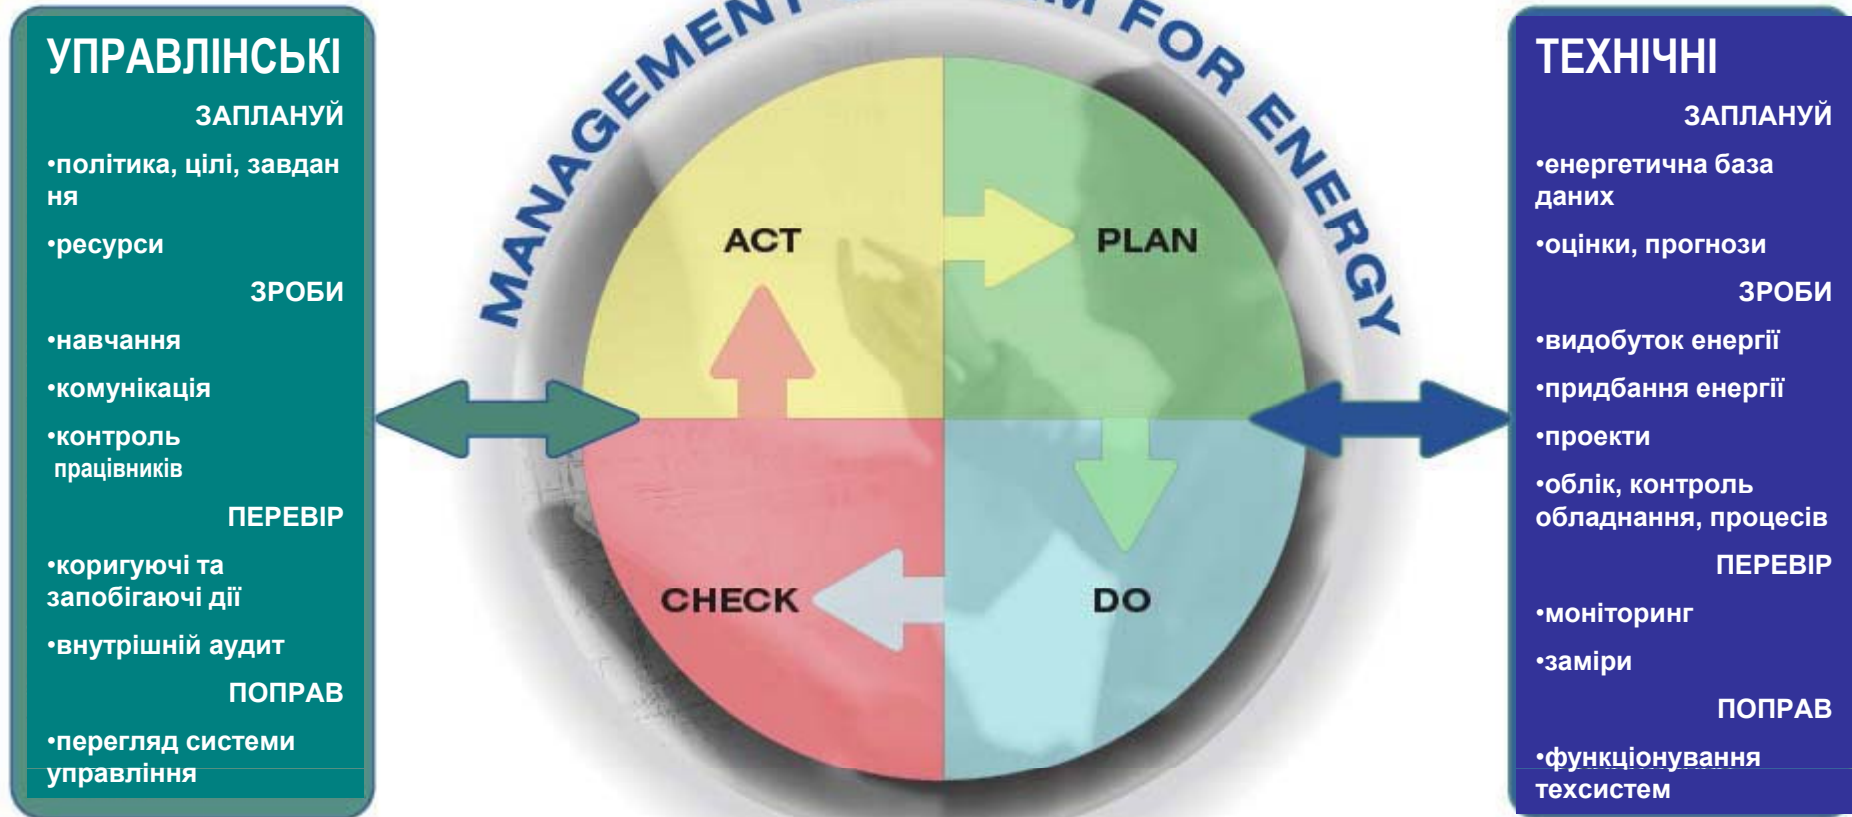 УПРАВЛІНСЬКІ
ЗАПЛАНУЙ
•політика, цілі, завдан
ня
•ресурси
ЗРОБИ
•навчання
•комунікація
•контроль
працівників
ПЕРЕВІР
•коригуючі та
запобігаючі дії
•внутрішній аудит
ПОПРАВ
•перегляд системи
управління
MANAGEMENT FOR ENERGY
ACT
PLAN
CHECK
DO
ТЕХНІЧНІ
ЗАПЛАНУЙ
•енергетична база
даних
•оцінки, прогнози
ЗРОБИ
•видобуток енергії
•придбання енергії
•проекти
•облік, контроль
обладнання, процесів
ПЕРЕВІР
•моніторинг
•заміри
ПОПРАВ
•функціонування
техсистем